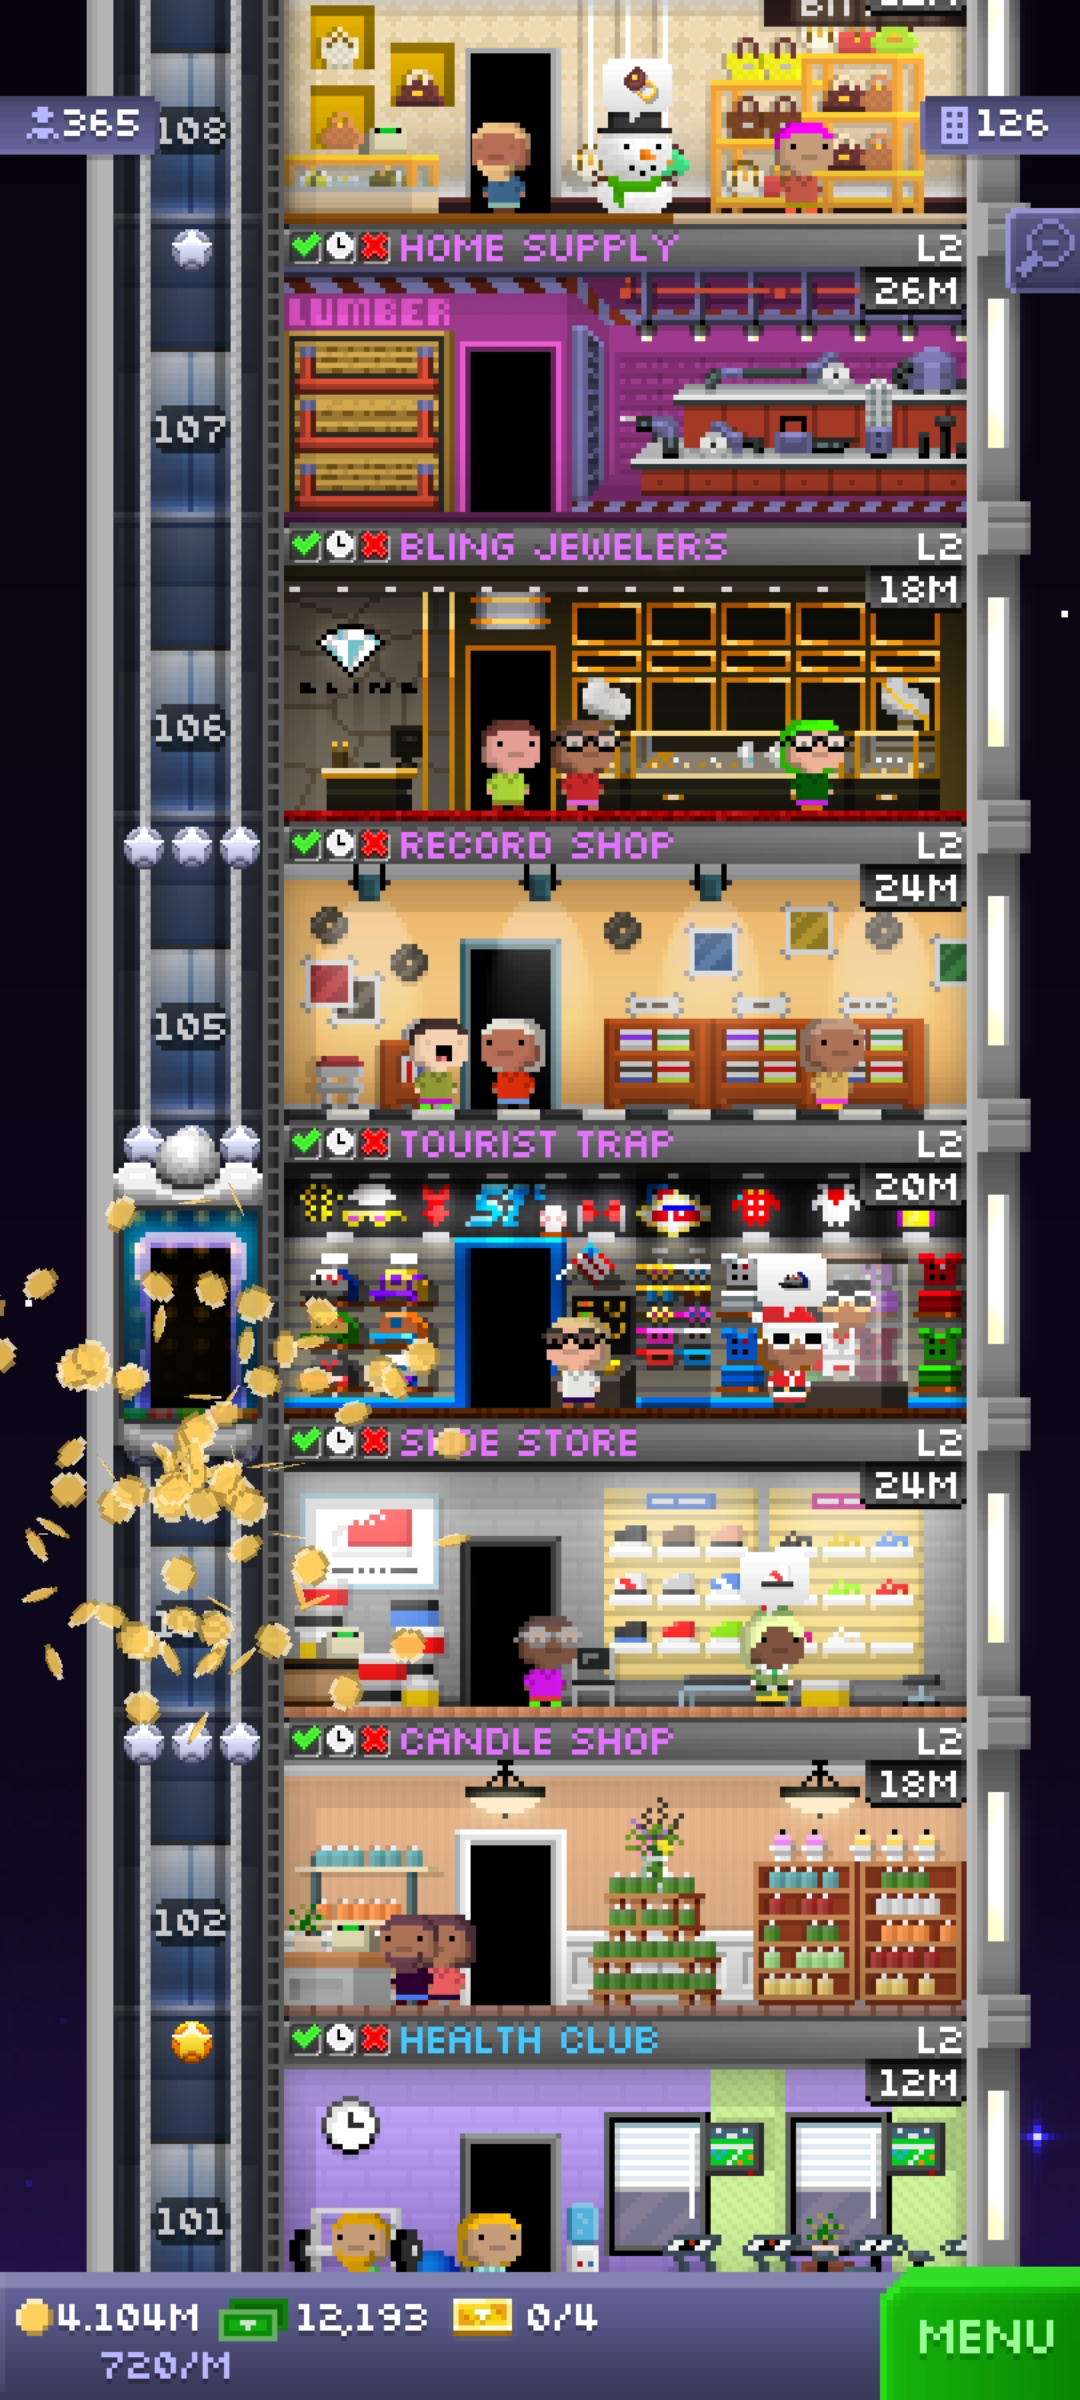 365
126
108
HOME SUPPLY L2
26M
LUMBER
107
BLING JEWELERS L2
18M
BLING
106
RECORD SHOP L2
24M
105
TOURIST TRAP L2
20M
SHOE STORE L2
24M
CANDLE SHOP L2
18M
102
HEALTH CLUB L2
12M
101
4.104M 12,193 0/4
720/M
MENU